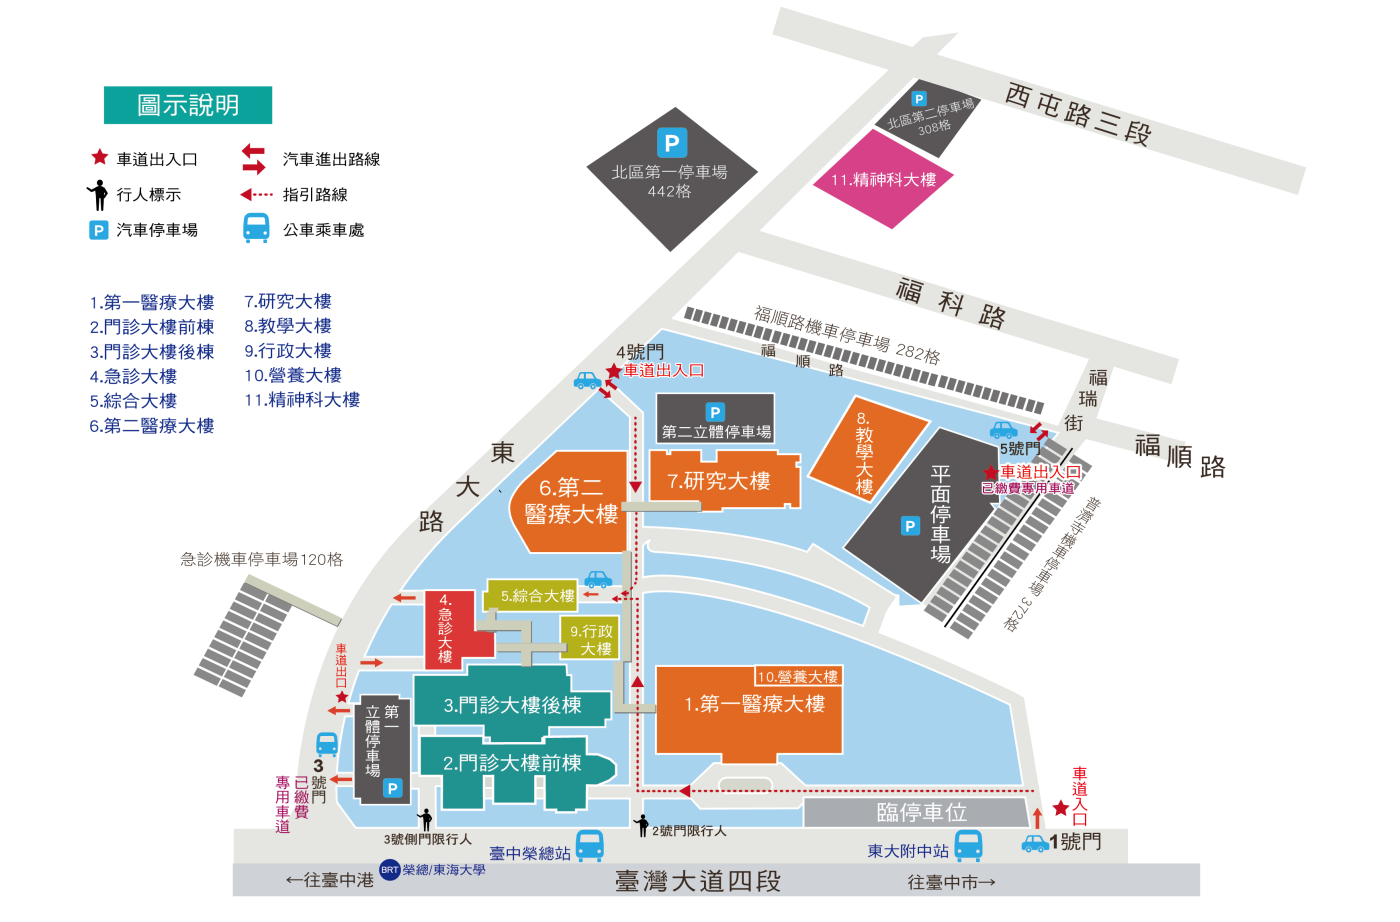 圖示說明
車道出入口
汽車進出路線
行人標示
指引路線
P
汽車停車場
公車乘車處
1.第一醫療大樓
2.門診大樓前棟
3.門診大樓後棟
4.急診大樓
5.綜合大樓
6.第二醫療大樓
7.研究大樓
8.教學大樓
9.行政大樓
10.營養大樓
11.精神科大樓
西屯路三段
P
北區第二停車場
308格
P
北區第一停車場
442格
11.精神科大樓
福科路
福順路機車停車場 282格
福順路
福瑞街
福順路
4號門
車道出入口
P
第二立體停車場
8.教學大樓
5號門
車道出入口
已繳費專用車道
平面停車場
P
普濟寺機車停車場 372格
東大路
6.第二
醫療大樓
7.研究大樓
急診機車停車場120格
4.急診大樓
5.綜合大樓
9.行政
大樓
車道出口
10.營養大樓
1.第一醫療大樓
3.門診大樓後棟
2.門診大樓前棟
第一
立體停車場
P
3號門
已繳費
專用車道
車道入口
臨停車位
1號門
3號側門限行人
2號門限行人
臺中榮總站
東大附中站
BRT
榮總/東海大學
←往臺中港
臺灣大道四段
往臺中市→